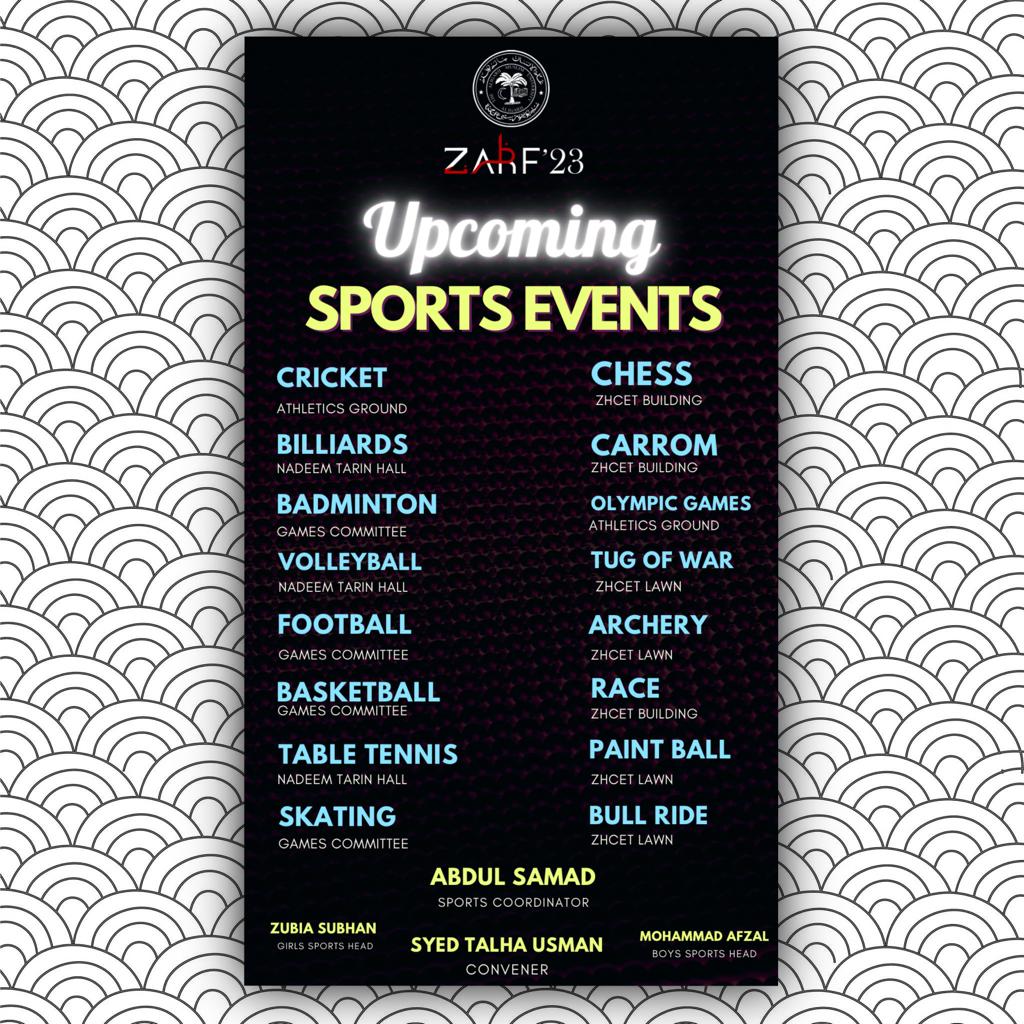 ZARF'23
Upcoming
SPORTS EVENTS
CRICKET
ATHLETICS GROUND
BILLIARDS
NADEEM TARIN HALL
BADMINTON
GAMES COMMITTEE
VOLLEYBALL
NADEEM TARIN HALL
FOOTBALL
GAMES COMMITTEE
BASKETBALL
GAMES COMMITTEE
TABLE TENNIS
NADEEM TARIN HALL
SKATING
GAMES COMMITTEE
CHESS
ZHCET BUILDING
CARROM
ZHCET BUILDING
OLYMPIC GAMES
ATHLETICS GROUND
TUG OF WAR
ZHCET LAWN
ARCHERY
ZHCET LAWN
RACE
ZHCET BUILDING
PAINT BALL
ZHCET LAWN
BULL RIDE
ZHCET LAWN
ABDUL SAMAD
SPORTS COORDINATOR
ZUBIA SUBHAN
GIRLS SPORTS HEAD
SYED TALHA USMAN
CONVENER
MOHAMMAD AFZAL
BOYS SPORTS HEAD